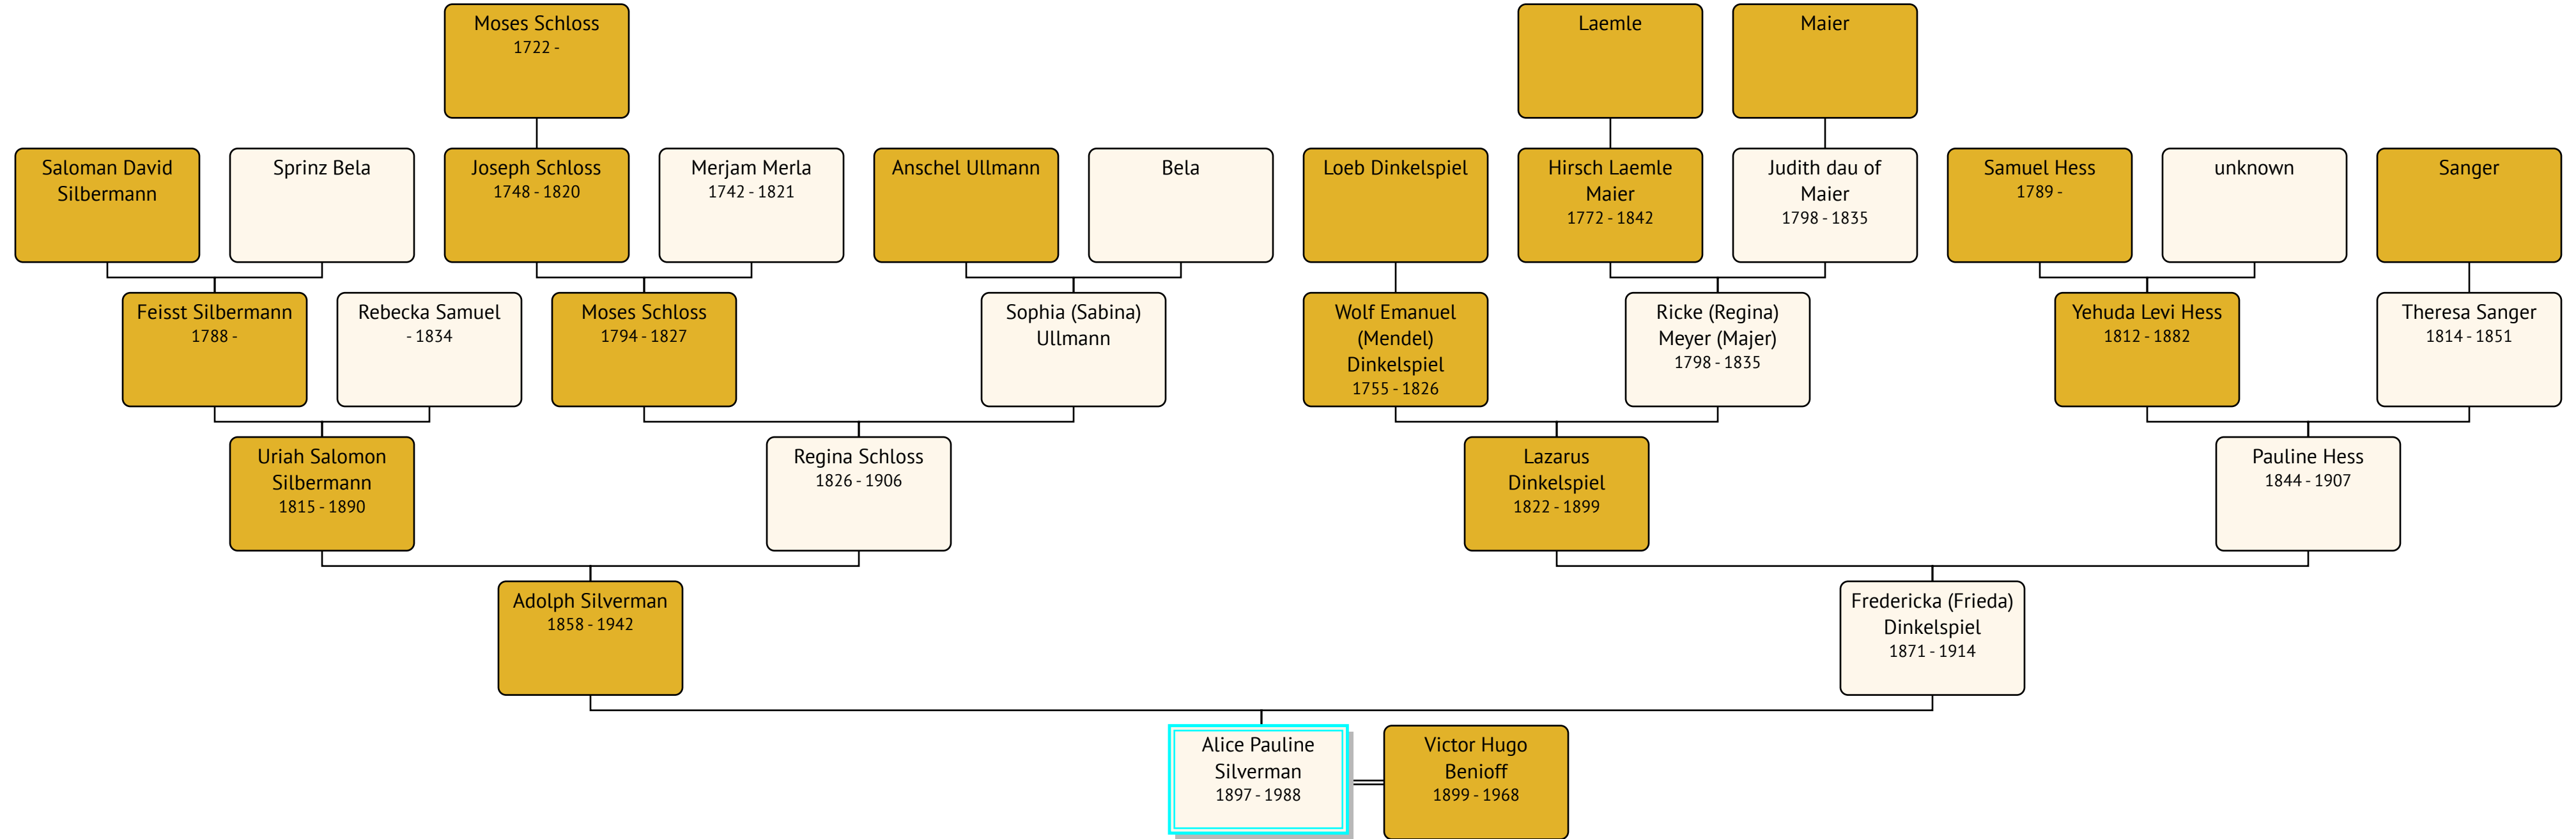 Moses Schloss
1722 -
Laemle
Maier
Saloman David
Silbermann
Sprinz Bela
Joseph Schloss
1748 - 1820
Merjam Merla
1742 - 1821
Anschel Ullmann
Bela
Loeb Dinkelspiel
Hirsch Laemle
Maier
1772 - 1842
Judith dau of
Maier
1798 - 1835
Samuel Hess
1789 -
unknown
Sanger
Feisst Silbermann
1788 -
Rebecka Samuel
- 1834
Moses Schloss
1794 - 1827
Sophia (Sabina)
Ullmann
Wolf Emanuel
(Mendel)
Dinkelspiel
1755 - 1826
Ricke (Regina)
Meyer (Majer)
1798 - 1835
Yehuda Levi Hess
1812 - 1882
Theresa Sanger
1814 - 1851
Uriah Salomon
Silbermann
1815 - 1890
Regina Schloss
1826 - 1906
Lazarus
Dinkelspiel
1822 - 1899
Pauline Hess
1844 - 1907
Adolph Silverman
1858 - 1942
Fredericka (Frieda)
Dinkelspiel
1871 - 1914
Alice Pauline
Silverman
1897 - 1988
Victor Hugo
Benioff
1899 - 1968